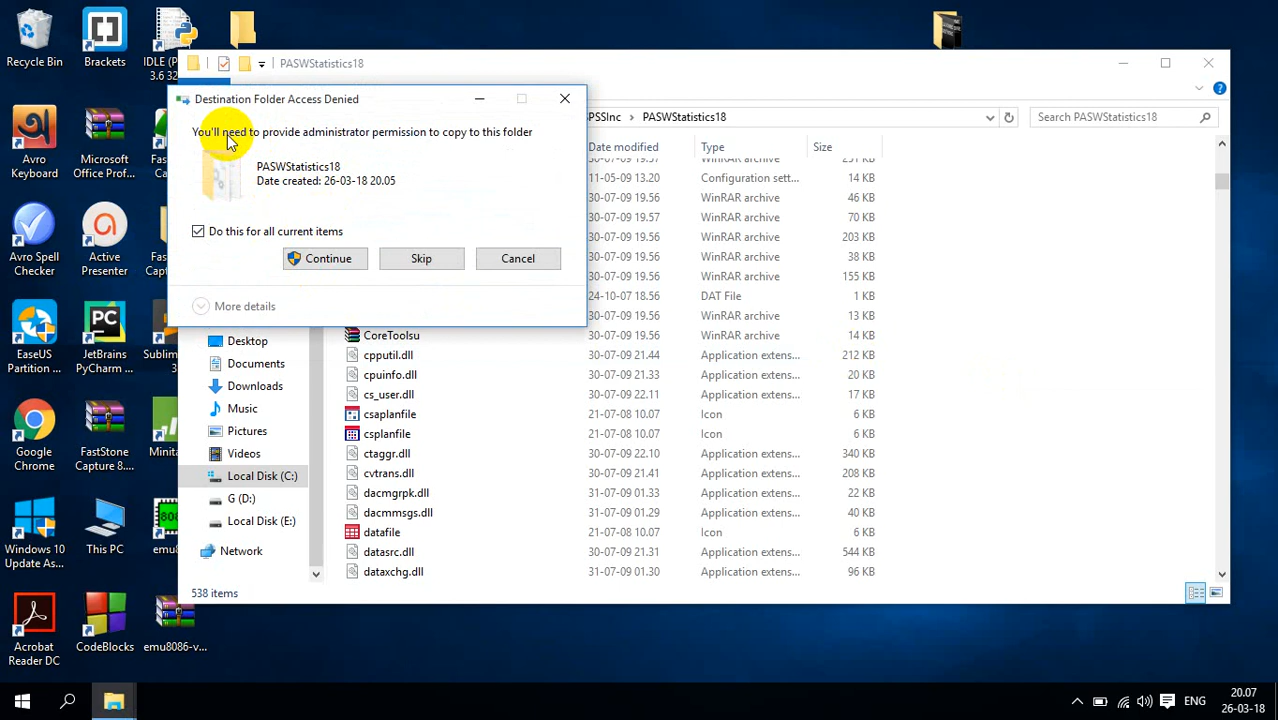 Recycle Bin
Brackets
IDLE (P...
3.6 32
Avro
Keyboard
Microsoft
Office Prof...
Fas
Ca
Avro Spell
Checker
Active
Presenter
Fas
Capt
EaseUS
Partition ...
JetBrains
PyCharm ...
Sublim
3
Google
Chrome
FastStone
Capture 8....
Minita
Windows 10
Update As...
This PC
808
emu8
Acrobat
Reader DC
CodeBlocks
emu8086-v...
PASWStatistics18
PSSInc > PASWStatistics18
Search PASWStatistics18
Destination Folder Access Denied
You'll need to provide administrator permission to copy to this folder
PASWStatistics18
Date created: 26-03-18 20.05
Do this for all current items
Continue Skip Cancel
More details
Date modified Type Size
WinRAR archive
11-05-09 13.20 Configuration sett... 14 KB
30-07-09 19.56 WinRAR archive 46 KB
30-07-09 19.57 WinRAR archive 70 KB
30-07-09 19.56 WinRAR archive 203 KB
30-07-09 19.56 WinRAR archive 38 KB
30-07-09 19.56 WinRAR archive 155 KB
24-10-07 18.56 DAT File 1 KB
30-07-09 19.56 WinRAR archive 13 KB
CoreToolsu 30-07-09 19.56 WinRAR archive 14 KB
cpputil.dll 30-07-09 21.44 Application extens... 212 KB
cpuinfo.dll 30-07-09 21.33 Application extens... 20 KB
cs_user.dll 30-07-09 22.11 Application extens... 17 KB
csaplanfile 21-07-08 10.07 Icon 6 KB
csplanfile 21-07-08 10.07 Icon 6 KB
ctaggr.dll 30-07-09 22.10 Application extens... 340 KB
cvtrans.dll 30-07-09 21.41 Application extens... 208 KB
dacmgrpk.dll 31-07-09 01.33 Application extens... 22 KB
dacmmsgs.dll 31-07-09 01.29 Application extens... 40 KB
datafile 21-07-08 10.07 Icon 6 KB
datasrc.dll 30-07-09 21.31 Application extens... 544 KB
dataxchg.dll 31-07-09 01.30 Application extens... 96 KB
Desktop
Documents
Downloads
Music
Pictures
Videos
Local Disk (C:)
G (D:)
Local Disk (E:)
Network
538 items
ENG
20.07
26-03-18